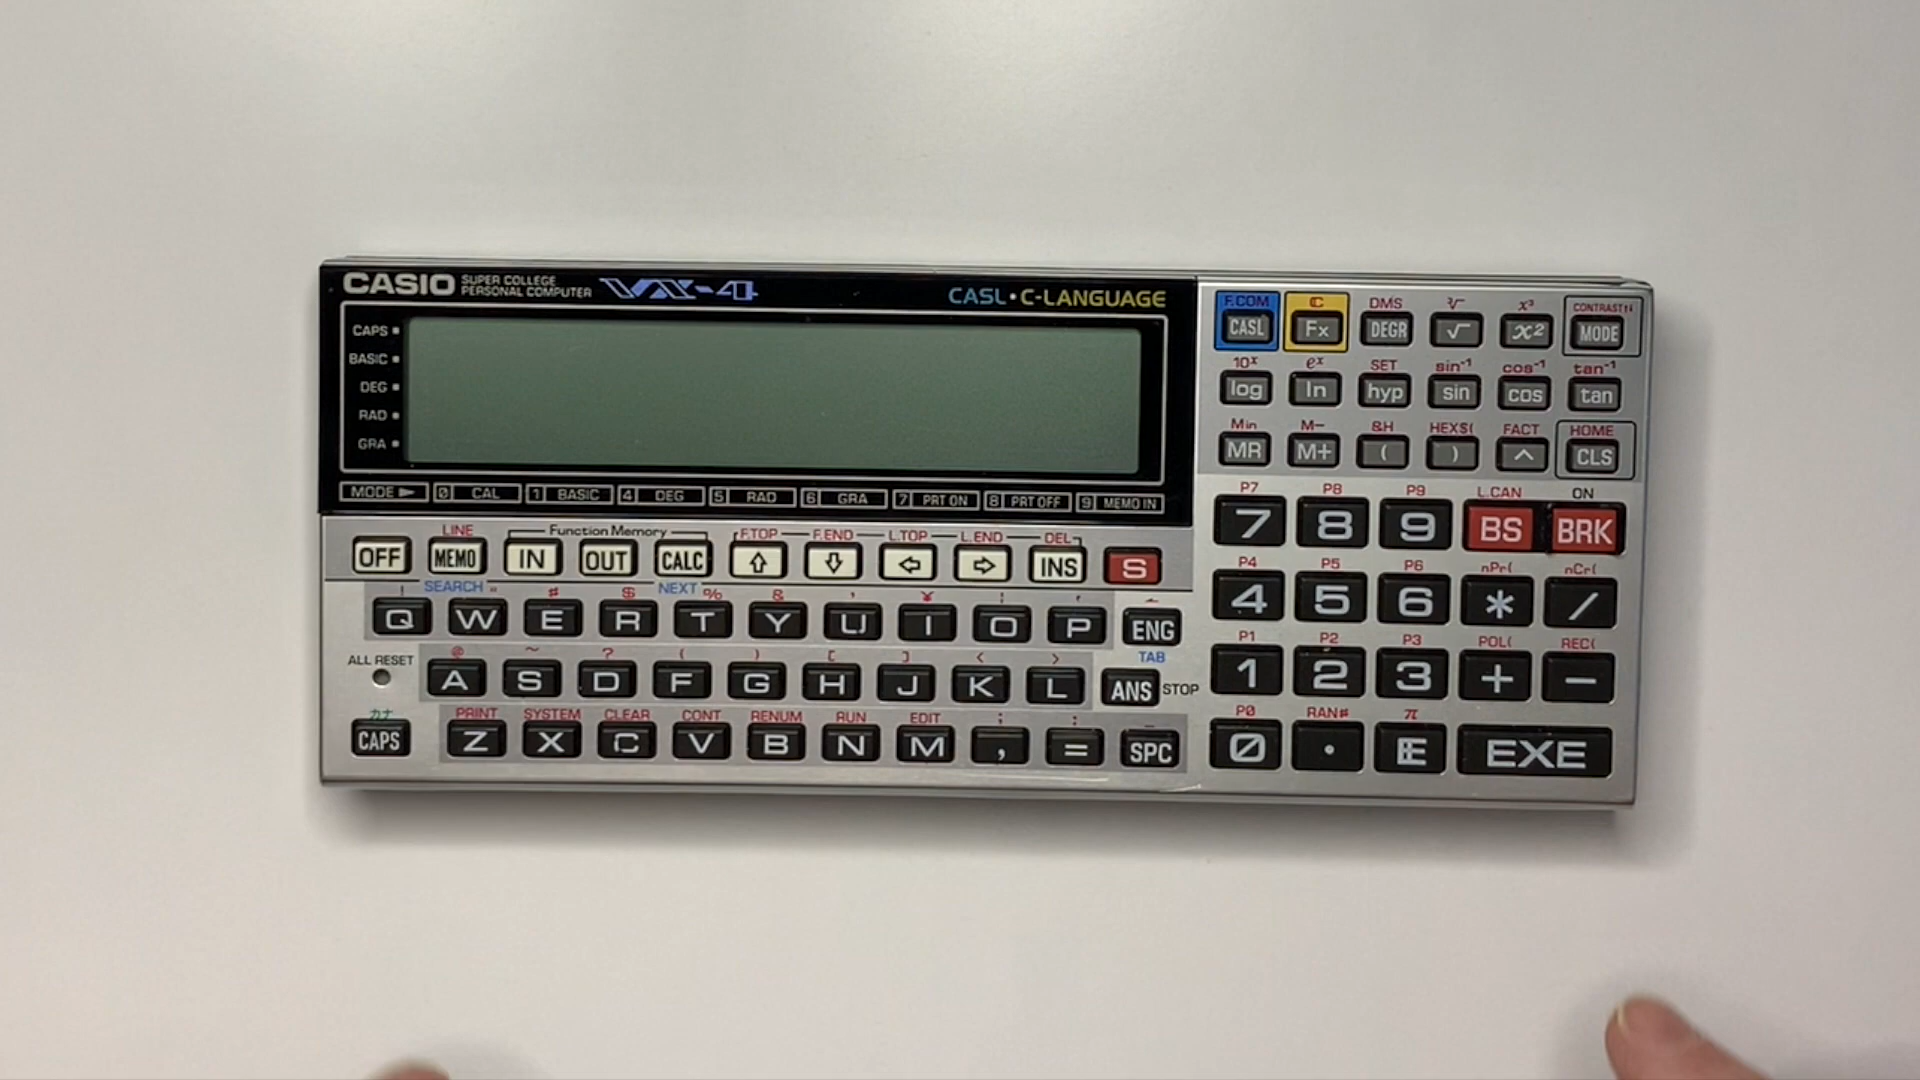 CASIO SUPER COLLEGE PERSONAL COMPUTER VX-4 CASL・C-LANGUAGE
CAPS
BASIC
DEG
RAD
GRA
MODE 0 CAL 1 BASIC 4 DEG 5 RAD 6 GRA 7 PRT ON 8 PRT OFF 9 MEMO IN
LINE Function Memory F.TOP F.END L.TOP L.END DEL
OFF MEMO IN OUT CALC ⇧ ⇩ ⇦ ⇨ INS S
! SEARCH " # $ NEXT % & ' ¥
Q W E R T Y U I O P ENG
ALL RESET @ ~ ? ( ) [ ] < > TAB
A S D F G H J K L ANS STOP
カナ PRINT SYSTEM CLEAR CONT RENUM RUN EDIT ; :
CAPS Z X C V B N M , = SPC
F.COM C DMS ³√ x³ CONTRAST↑↓
CASL Fx DEGR √ x² MODE
10ˣ eˣ SET sin⁻¹ cos⁻¹ tan⁻¹
log ln hyp sin cos tan
Min M- &H HEX$( FACT HOME
MR M+ ( ) ^ CLS
P7 P8 P9 L.CAN ON
7 8 9 BS BRK
P4 P5 P6 nPr( nCr(
4 5 6 * /
P1 P2 P3 POL( REC(
1 2 3 + −
P0 RAN# π
0 . E EXE